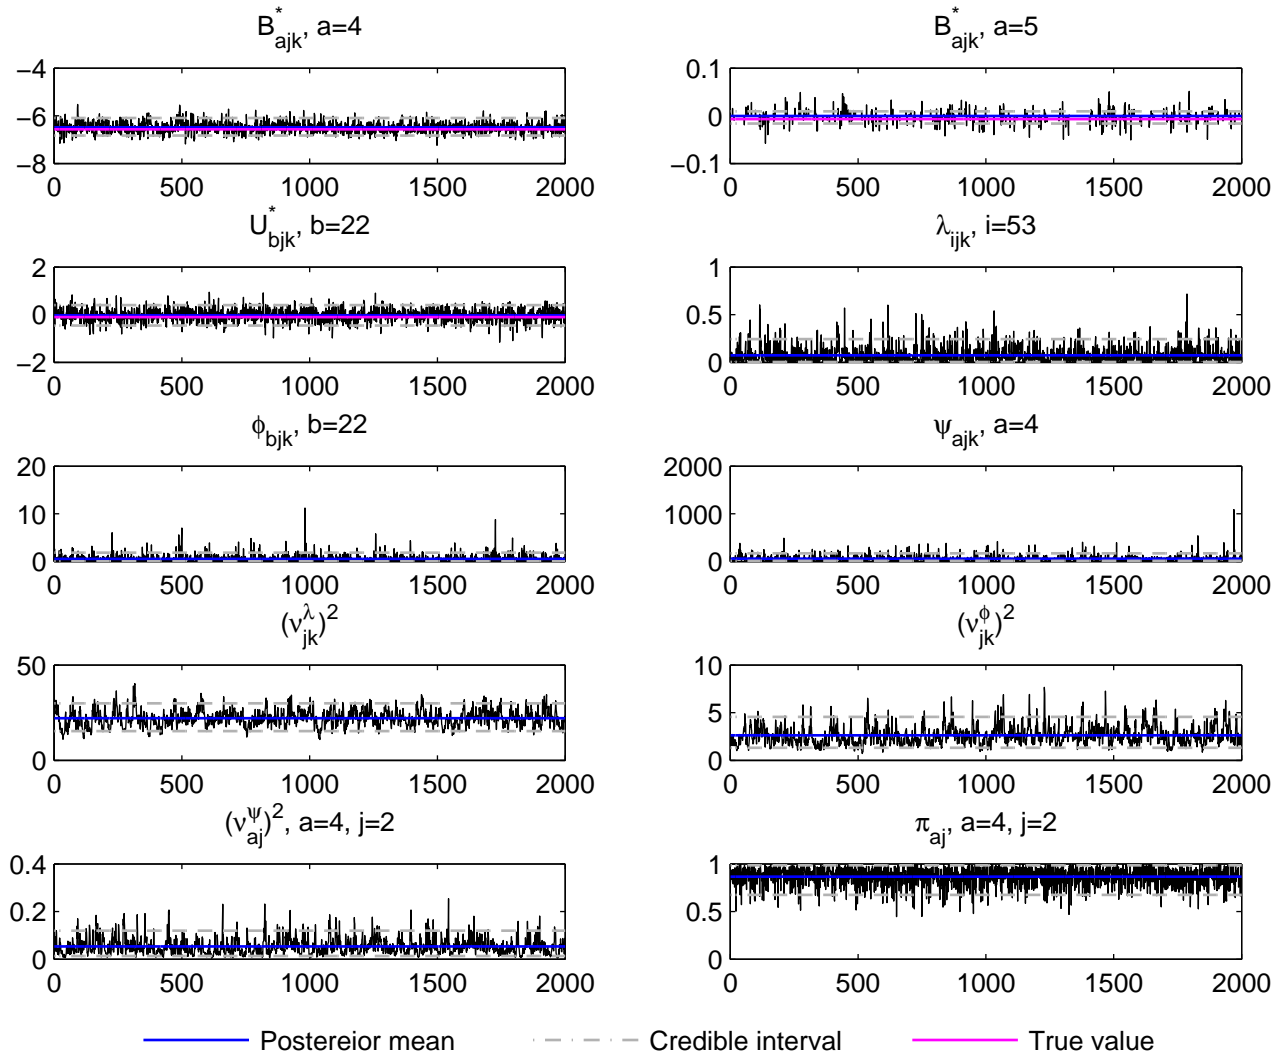 B*ajk, a=4
−4
−6
−8
0 500 1000 1500 2000
B*ajk, a=5
0.1
0
−0.1
0 500 1000 1500 2000
U*bjk, b=22
2
0
−2
0 500 1000 1500 2000
λijk, i=53
1
0.5
0
0 500 1000 1500 2000
ϕbjk, b=22
20
10
0
0 500 1000 1500 2000
ψajk, a=4
2000
1000
0
0 500 1000 1500 2000
(νλjk)2
50
0
0 500 1000 1500 2000
(νϕjk)2
10
5
0
0 500 1000 1500 2000
(νψaj)2, a=4, j=2
0.4
0.2
0
0 500 1000 1500 2000
πaj, a=4, j=2
1
0.5
0
0 500 1000 1500 2000
Postereior mean
Credible interval
True value